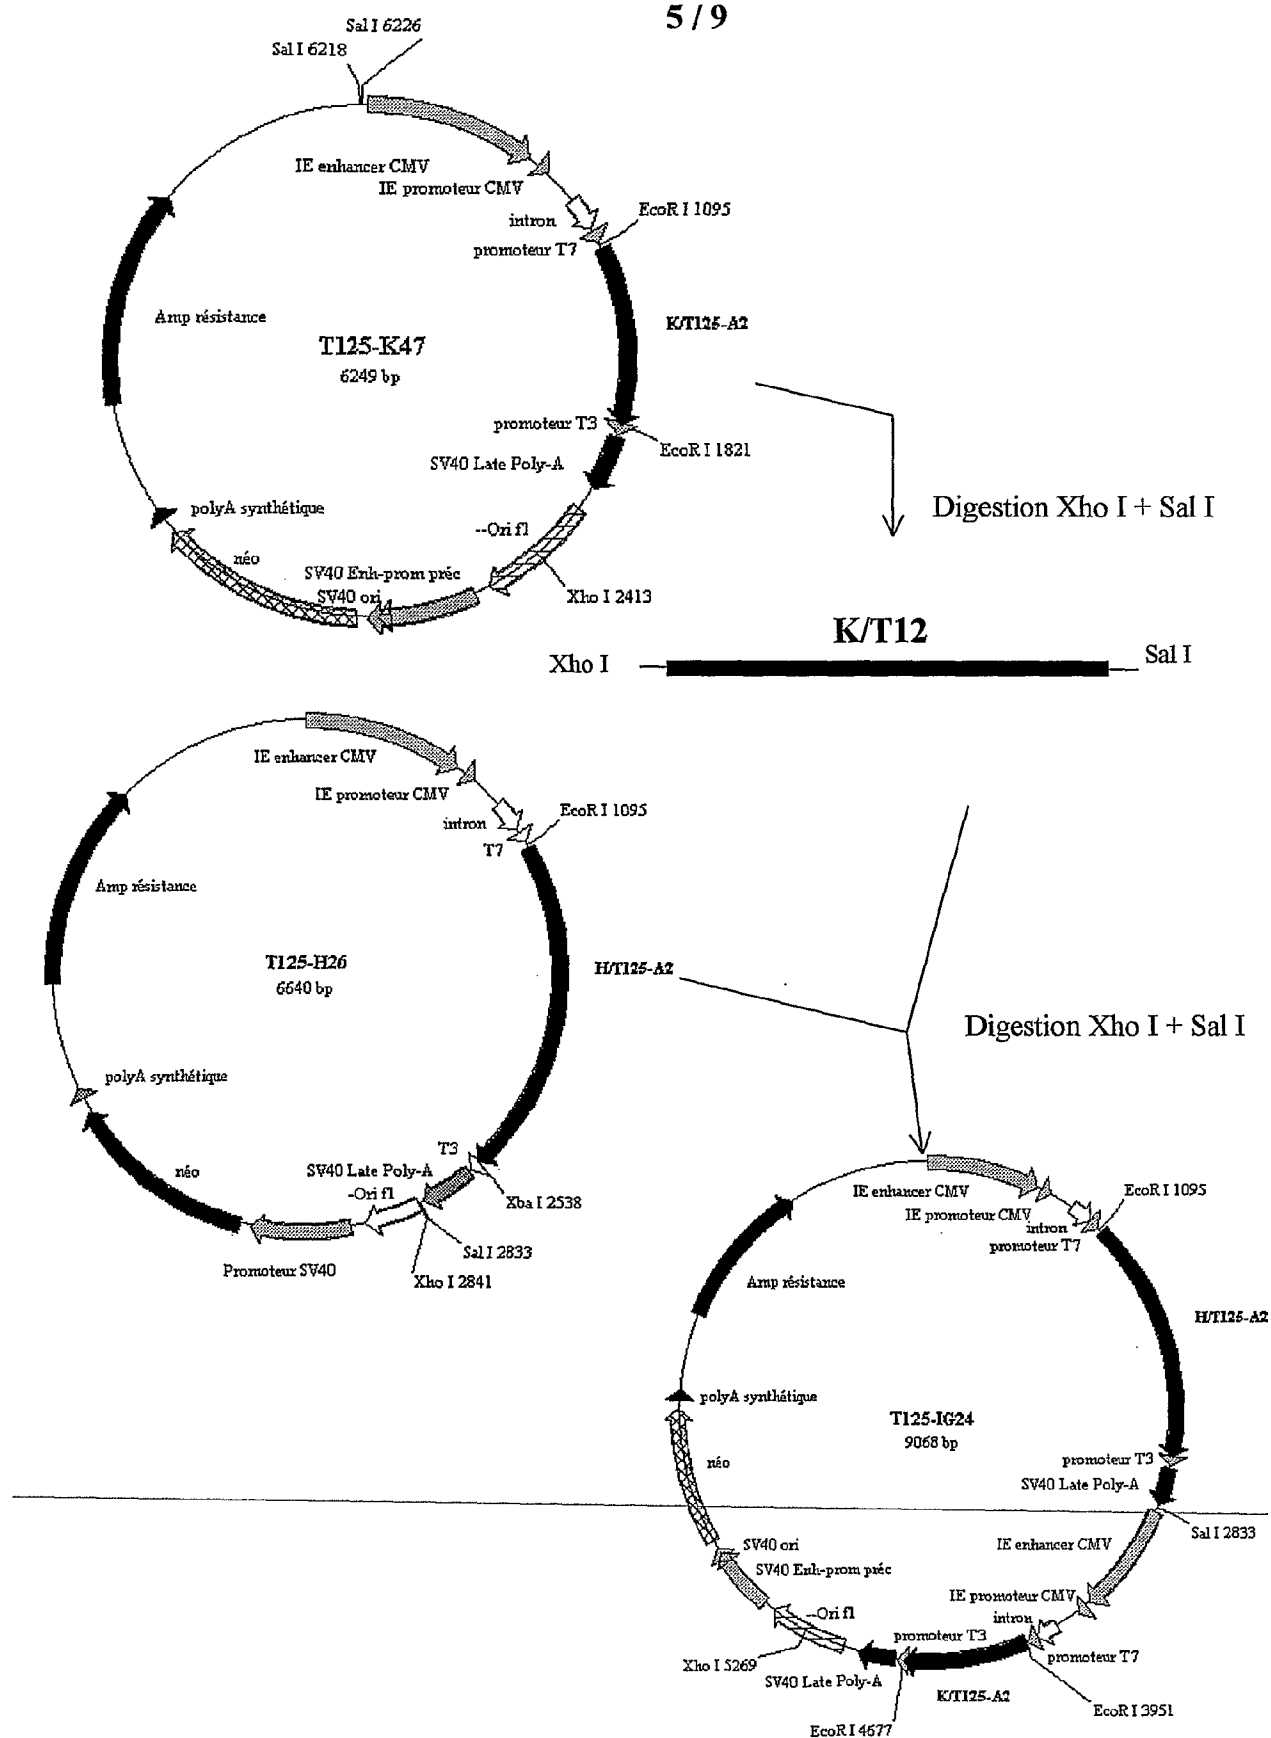 5 / 9
Sal I 6226
Sal I 6218
IE enhancer CMV
IE promoteur CMV
intron
EcoR I 1095
promoteur T7
Amp résistance
K/T125-A2
T125-K47
6249 bp
promoteur T3
EcoR I 1821
SV40 Late Poly-A
polyA synthétique
Digestion Xho I + Sal I
--Ori f1
néo
SV40 Enh-prom préc
SV40 ori
Xho I 2413
K/T12
Xho I
Sal I
IE enhancer CMV
IE promoteur CMV
EcoR I 1095
intron
T7
Amp résistance
T125-H26
6640 bp
H/T125-A2
Digestion Xho I + Sal I
polyA synthétique
T3
SV40 Late Poly-A
néo
-Ori f1
Xba I 2538
Sal I 2833
Promoteur SV40
Xho I 2841
IE enhancer CMV
EcoR I 1095
IE promoteur CMV
intron
promoteur T7
Amp résistance
H/T125-A2
polyA synthétique
T125-IG24
9068 bp
promoteur T3
néo
SV40 Late Poly-A
Sal I 2833
SV40 ori
IE enhancer CMV
SV40 Enh-prom préc
IE promoteur CMV
--Ori f1
intron
promoteur T3
promoteur T7
Xho I 5269
SV40 Late Poly-A
K/T125-A2
EcoR I 3951
EcoR I 4677